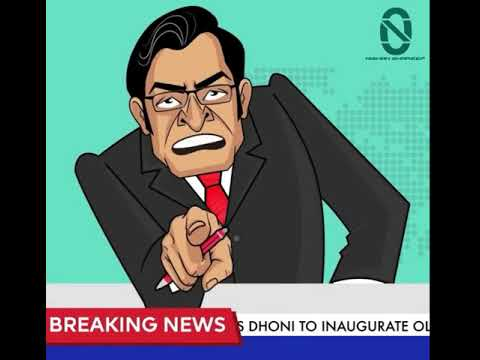 BREAKING NEWS
S DHONI TO INAUGURATE OL